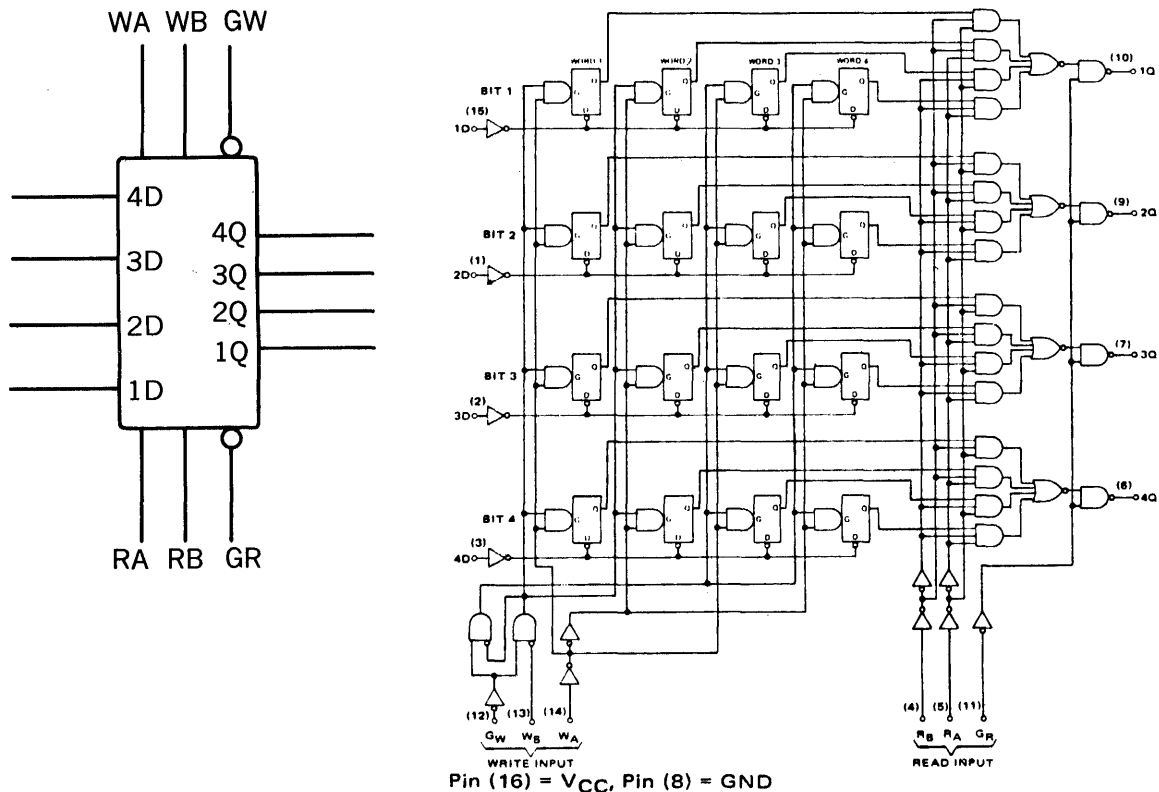 WA WB GW
4D
3D
2D
1D
4Q
3Q
2Q
1Q
RA RB GR
WORD 1 WORD 2 WORD 3 WORD 4
BIT 1
G Q D
G Q D
G Q D
G Q D
1D (15)
(10) 1Q
BIT 2
G Q D
G Q D
G Q D
G Q D
2D (1)
(9) 2Q
BIT 3
G Q D
G Q D
G Q D
G Q D
3D (2)
(7) 3Q
BIT 4
G Q D
G Q D
G Q D
G Q D
4D (3)
(6) 4Q
(12) (13) (14)
GW WB WA
WRITE INPUT
(4) (5) (11)
RB RA GR
READ INPUT
Pin (16) = VCC, Pin (8) = GND